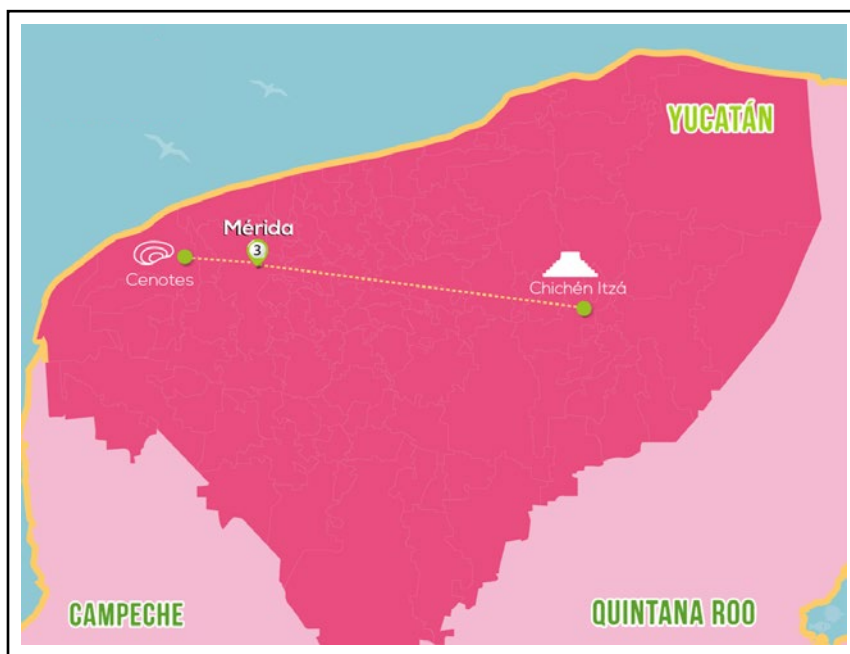 YUCATÁN
Mérida
3
Cenotes
Chichén Itzá
CAMPECHE
QUINTANA ROO